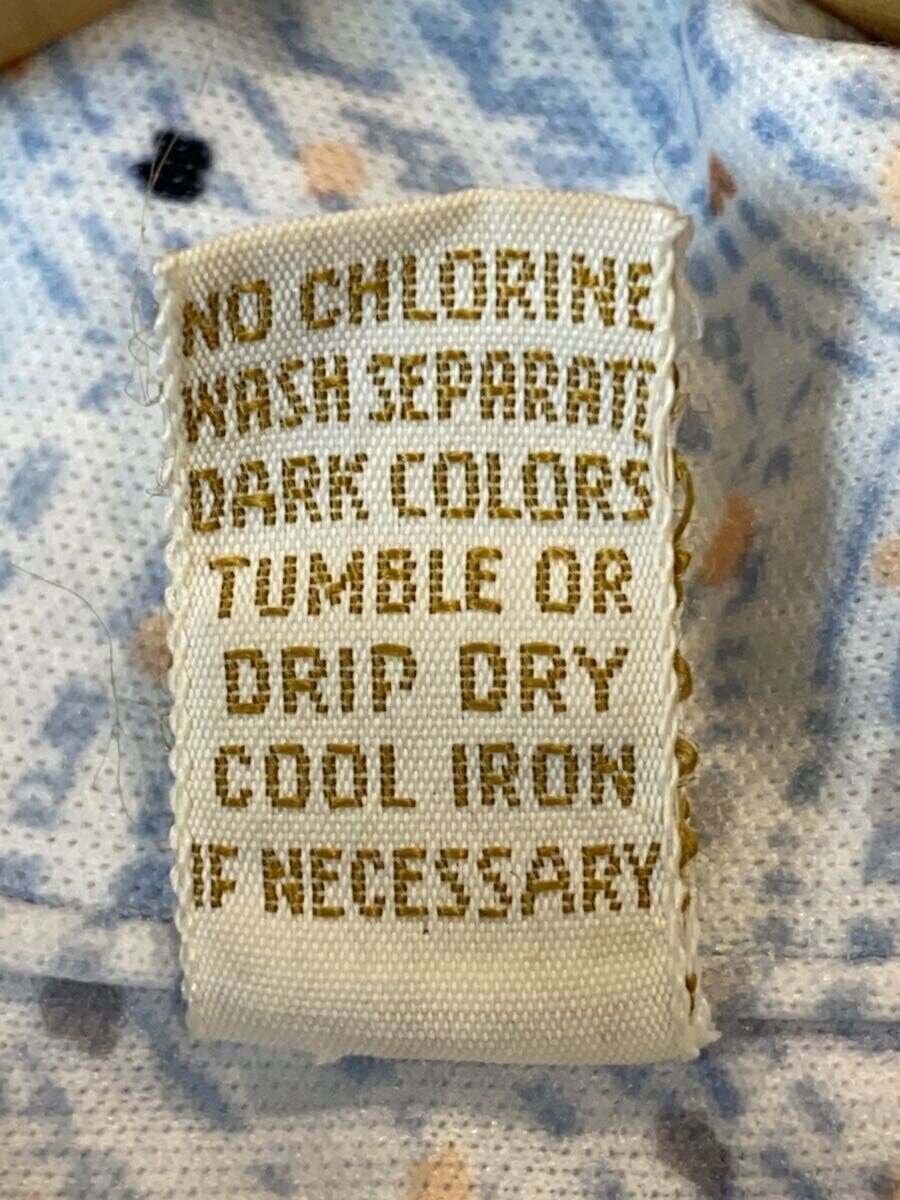 NO CHLORINE
WASH SEPARATE
DARK COLORS
TUMBLE OR
DRIP DRY
COOL IRON
IF NECESSARY